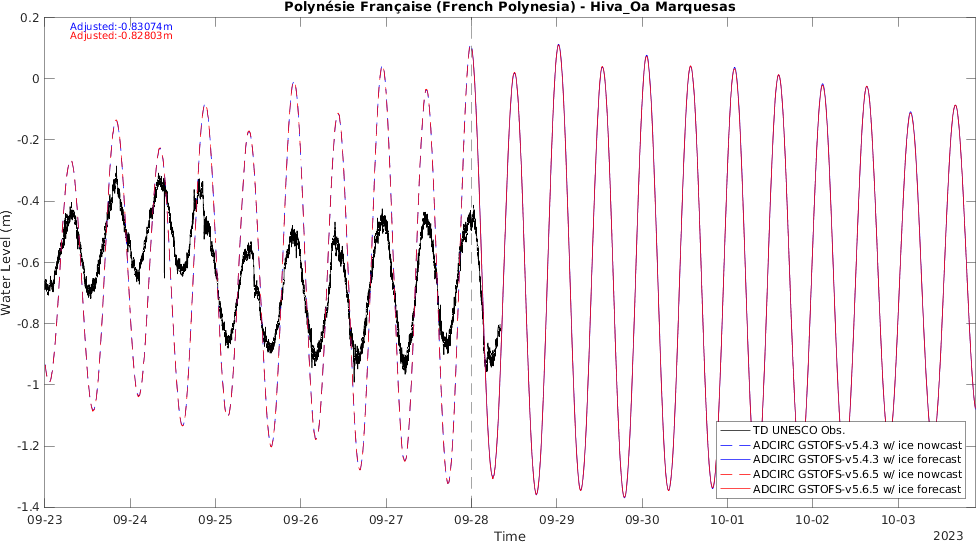 Polynésie Française (French Polynesia) - Hiva_Oa Marquesas
Adjusted:-0.83074m
Adjusted:-0.82803m
0.2
0
-0.2
-0.4
-0.6
-0.8
-1
-1.2
-1.4
Water Level (m)
TD UNESCO Obs.
ADCIRC GSTOFS-v5.4.3 w/ ice nowcast
ADCIRC GSTOFS-v5.4.3 w/ ice forecast
ADCIRC GSTOFS-v5.6.5 w/ ice nowcast
ADCIRC GSTOFS-v5.6.5 w/ ice forecast
09-23 09-24 09-25 09-26 09-27 09-28 09-29 09-30 10-01 10-02 10-03
Time
2023